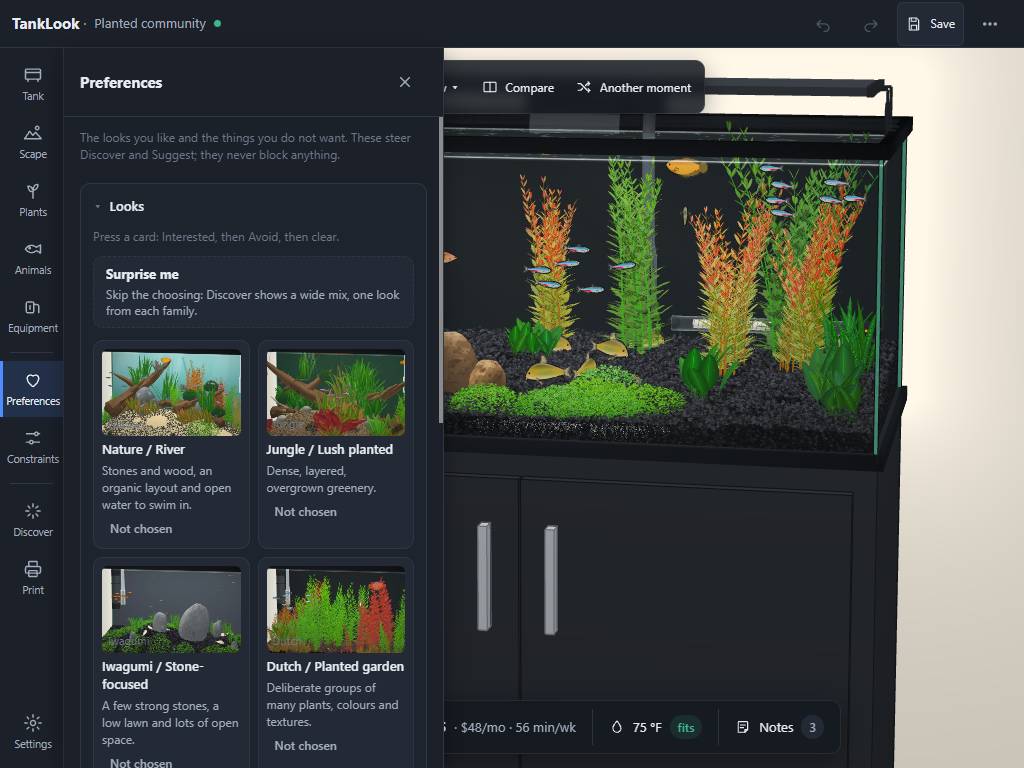 TankLook · Planted community
Save
Tank
Scape
Plants
Animals
Equipment
Preferences
Constraints
Discover
Print
Settings
Preferences
The looks you like and the things you do not want. These steer
Discover and Suggest; they never block anything.
Looks
Press a card: Interested, then Avoid, then clear.
Surprise me
Skip the choosing: Discover shows a wide mix, one look
from each family.
Nature / River
Stones and wood, an
organic layout and open
water to swim in.
Not chosen
Jungle / Lush planted
Dense, layered,
overgrown greenery.
Not chosen
Iwagumi
Iwagumi / Stone-
focused
A few strong stones, a
low lawn and lots of open
space.
Not chosen
Dutch
Dutch / Planted garden
Deliberate groups of
many plants, colours and
textures.
Not chosen
Compare
Another moment
· $48/mo · 56 min/wk
75 °F fits
Notes 3